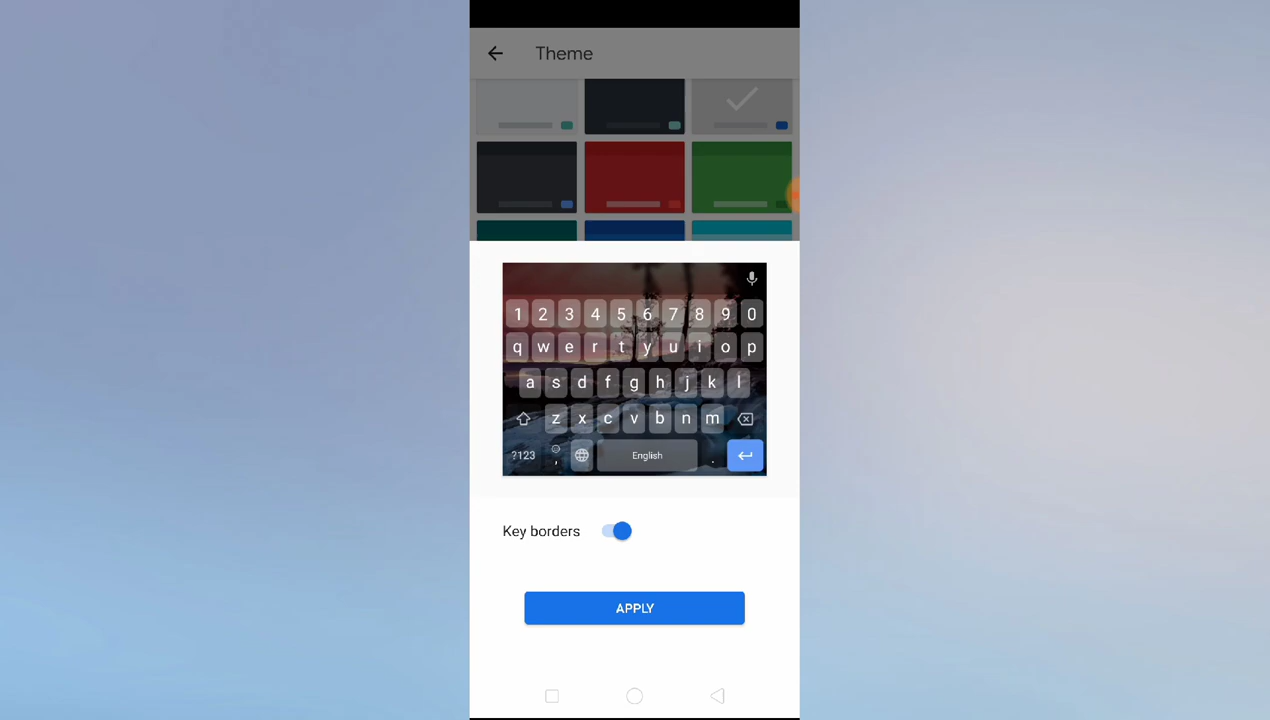 Theme
1 2 3 4 5 6 7 8 9 0
q w e r t y u i o p
a s d f g h j k l
z x c v b n m
?123 , English .
Key borders
APPLY